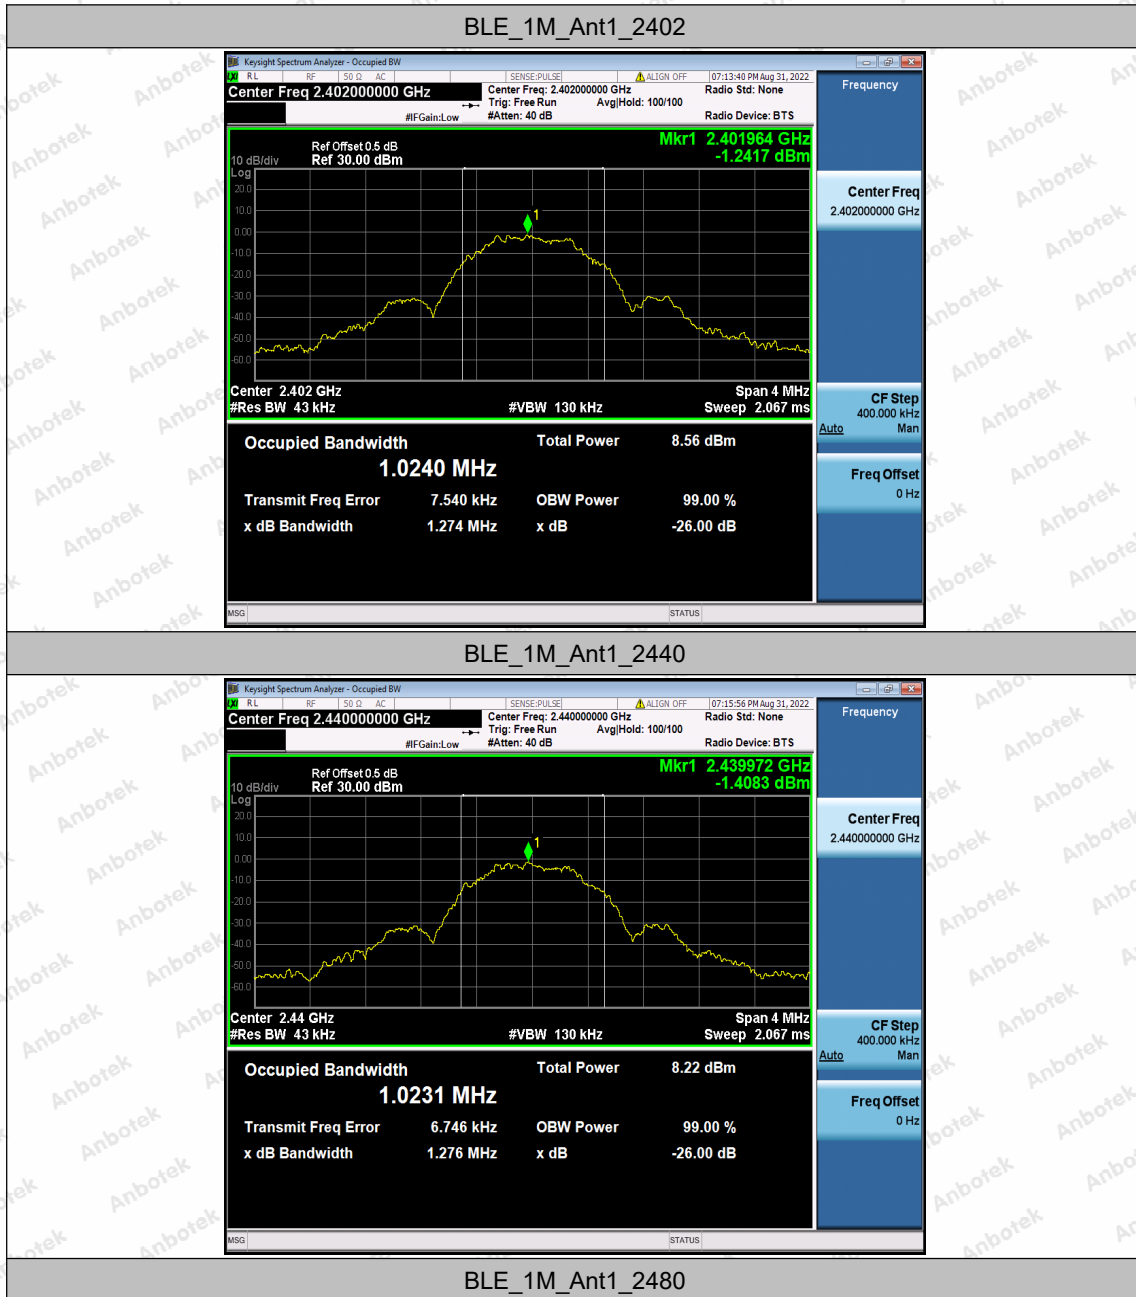 BLE_1M_Ant1_2402
Keysight Spectrum Analyzer - Occupied BW
RL RF 50 Ω AC SENSE:PULSE ALIGN OFF 07:13:40 PM Aug 31, 2022
Center Freq 2.402000000 GHz
Center Freq: 2.402000000 GHz Radio Std: None
Trig: Free Run Avg|Hold: 100/100
#IFGain:Low #Atten: 40 dB Radio Device: BTS
Frequency
Mkr1 2.401964 GHz
-1.2417 dBm
Ref Offset 0.5 dB
10 dB/div Ref 30.00 dBm
Log
20.0
10.0
0.00
-10.0
-20.0
-30.0
-40.0
-50.0
-60.0
1
Center 2.402 GHz Span 4 MHz
#Res BW 43 kHz #VBW 130 kHz Sweep 2.067 ms
Center Freq
2.402000000 GHz
CF Step
400.000 kHz
Auto Man
Freq Offset
0 Hz
Occupied Bandwidth Total Power 8.56 dBm
1.0240 MHz
Transmit Freq Error 7.540 kHz OBW Power 99.00 %
x dB Bandwidth 1.274 MHz x dB -26.00 dB
MSG STATUS
BLE_1M_Ant1_2440
Keysight Spectrum Analyzer - Occupied BW
RL RF 50 Ω AC SENSE:PULSE ALIGN OFF 07:15:56 PM Aug 31, 2022
Center Freq 2.440000000 GHz
Center Freq: 2.440000000 GHz Radio Std: None
Trig: Free Run Avg|Hold: 100/100
#IFGain:Low #Atten: 40 dB Radio Device: BTS
Frequency
Mkr1 2.439972 GHz
-1.4083 dBm
Ref Offset 0.5 dB
10 dB/div Ref 30.00 dBm
Log
20.0
10.0
0.00
-10.0
-20.0
-30.0
-40.0
-50.0
-60.0
1
Center 2.44 GHz Span 4 MHz
#Res BW 43 kHz #VBW 130 kHz Sweep 2.067 ms
Center Freq
2.440000000 GHz
CF Step
400.000 kHz
Auto Man
Freq Offset
0 Hz
Occupied Bandwidth Total Power 8.22 dBm
1.0231 MHz
Transmit Freq Error 6.746 kHz OBW Power 99.00 %
x dB Bandwidth 1.276 MHz x dB -26.00 dB
MSG STATUS
BLE_1M_Ant1_2480
Anbotek